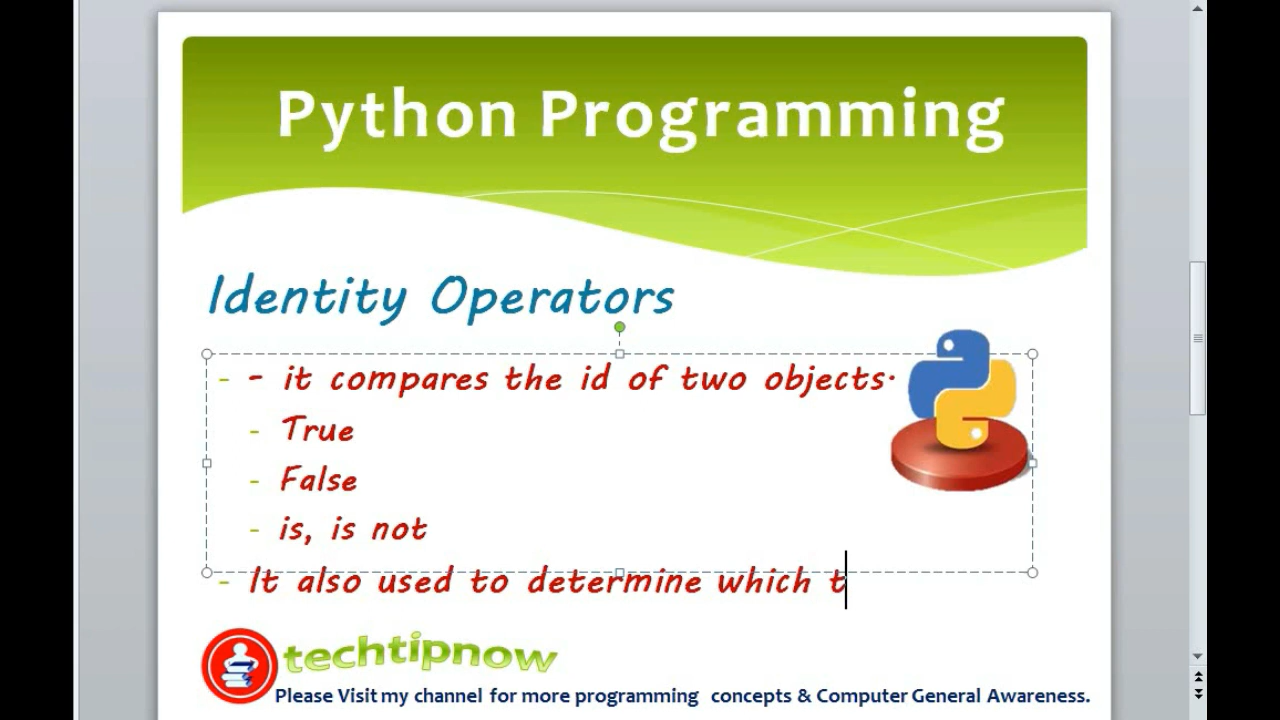 Python Programming
Identity Operators
- - it compares the id of two objects.
- True
- False
- is, is not
- It also used to determine which t
techtipnow
Please Visit my channel for more programming concepts & Computer General Awareness.